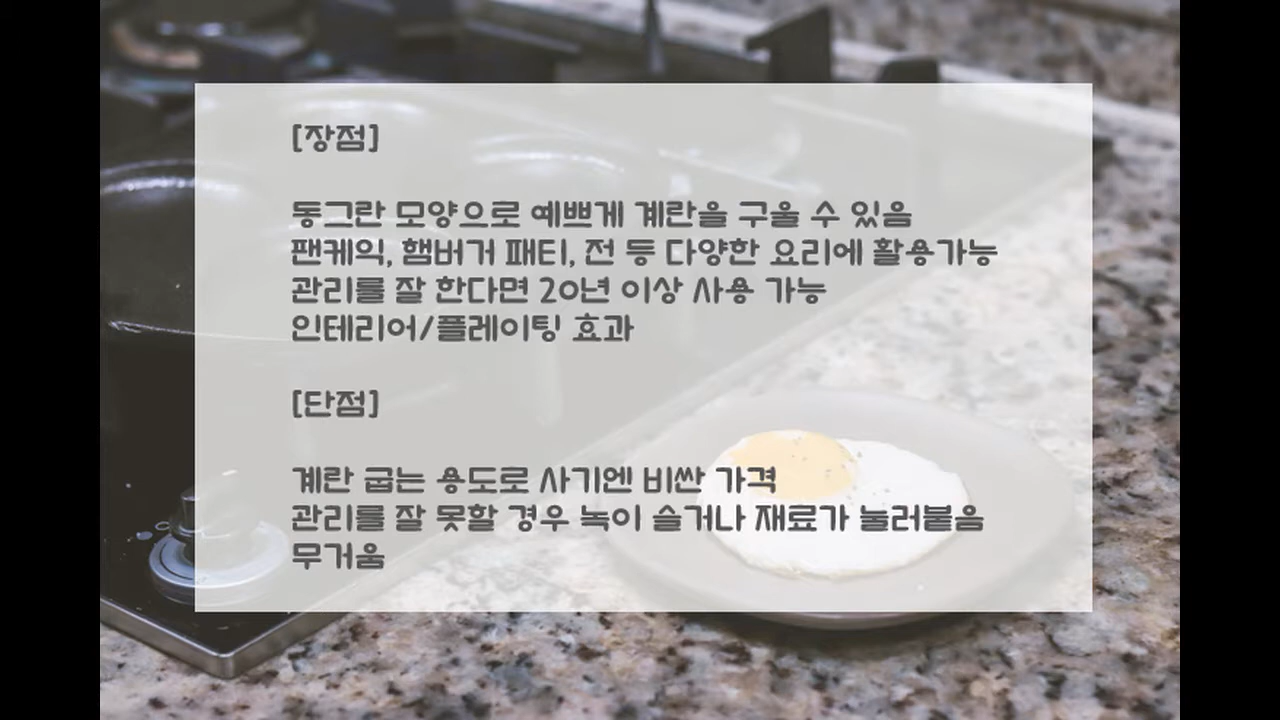 [장점]
동그란 모양으로 예쁘게 계란을 구울 수 있음
팬케익, 햄버거 패티, 전 등 다양한 요리에 활용가능
관리를 잘 한다면 20년 이상 사용 가능
인테리어/플레이팅 효과
[단점]
계란 굽는 용도로 사기엔 비싼 가격
관리를 잘 못할 경우 녹이 슬거나 재료가 눌러붙음
무거움